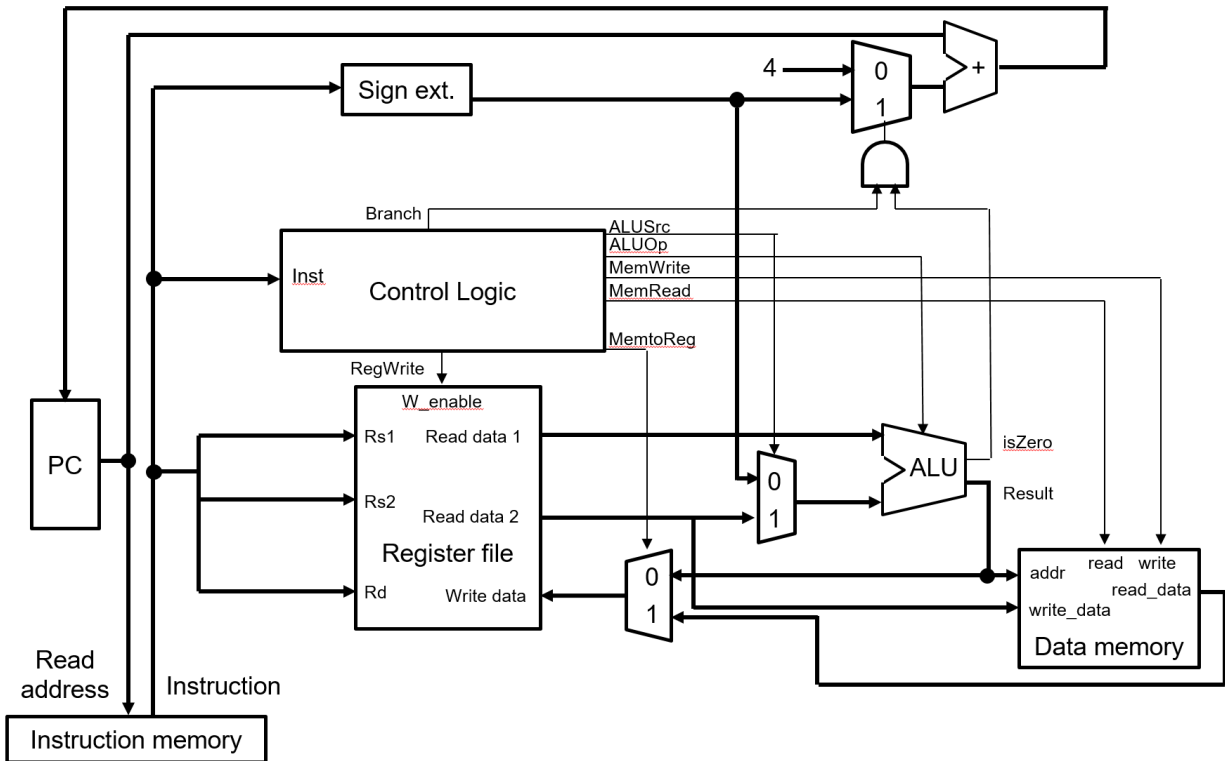 4
0
1
+
Sign ext.
Branch
ALUSrc
ALUOp
MemWrite
MemRead
MemtoReg
Inst
Control Logic
RegWrite
W_enable
Rs1
Read data 1
Rs2
Read data 2
Register file
Rd
Write data
PC
0
1
0
1
ALU
isZero
Result
addr
read
write
read_data
write_data
Data memory
Read
address
Instruction
Instruction memory